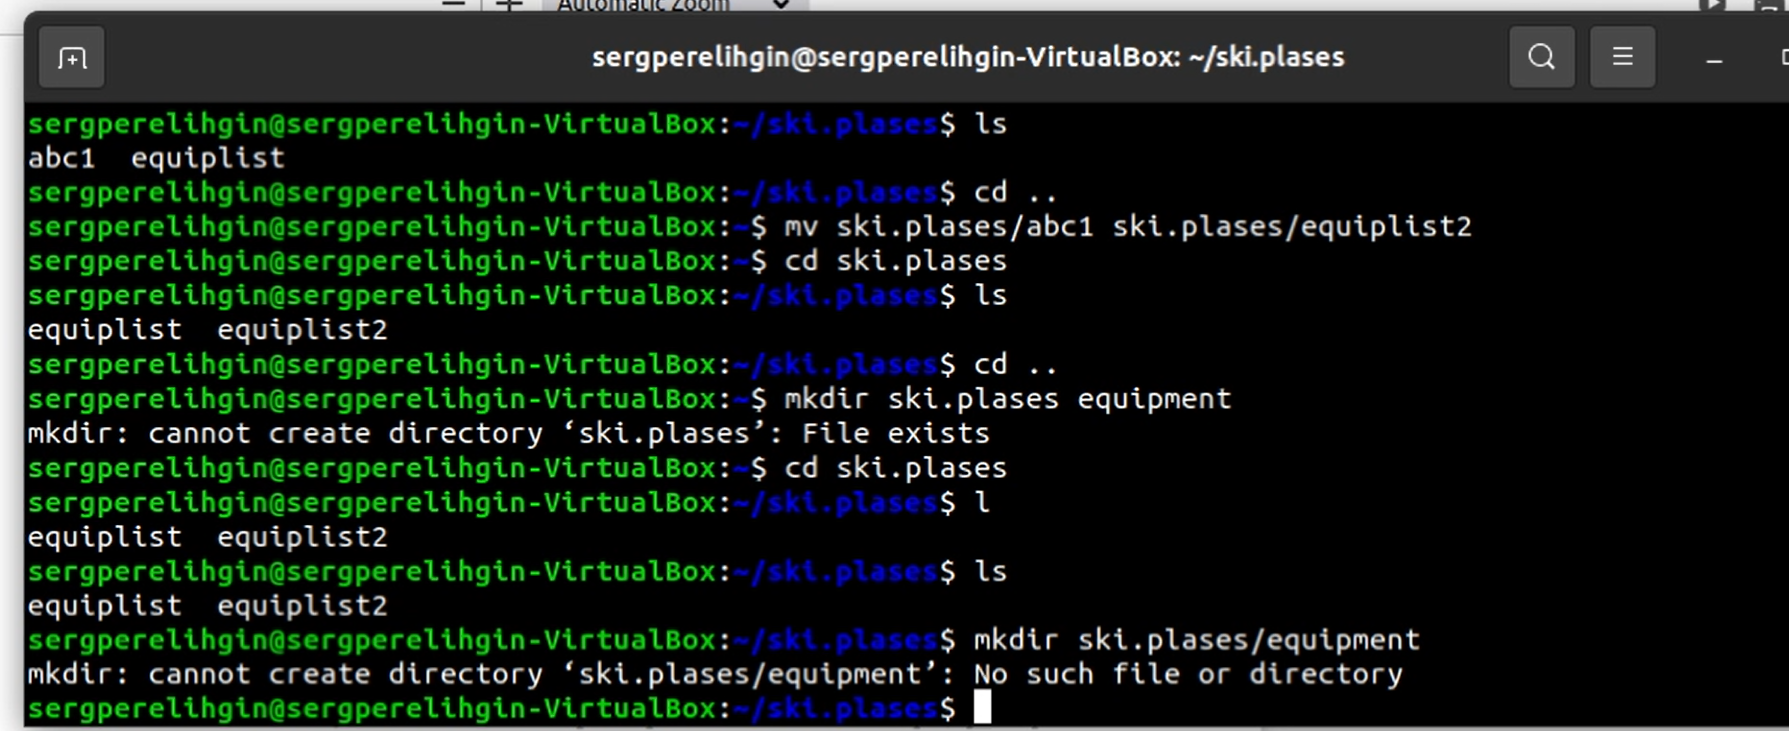 Automatic Zoom
sergperelihgin@sergperelihgin-VirtualBox: ~/ski.plases
sergperelihgin@sergperelihgin-VirtualBox:~/ski.plases$ ls
abc1  equiplist
sergperelihgin@sergperelihgin-VirtualBox:~/ski.plases$ cd ..
sergperelihgin@sergperelihgin-VirtualBox:~$ mv ski.plases/abc1 ski.plases/equiplist2
sergperelihgin@sergperelihgin-VirtualBox:~$ cd ski.plases
sergperelihgin@sergperelihgin-VirtualBox:~/ski.plases$ ls
equiplist  equiplist2
sergperelihgin@sergperelihgin-VirtualBox:~/ski.plases$ cd ..
sergperelihgin@sergperelihgin-VirtualBox:~$ mkdir ski.plases equipment
mkdir: cannot create directory ‘ski.plases’: File exists
sergperelihgin@sergperelihgin-VirtualBox:~$ cd ski.plases
sergperelihgin@sergperelihgin-VirtualBox:~/ski.plases$ l
equiplist  equiplist2
sergperelihgin@sergperelihgin-VirtualBox:~/ski.plases$ ls
equiplist  equiplist2
sergperelihgin@sergperelihgin-VirtualBox:~/ski.plases$ mkdir ski.plases/equipment
mkdir: cannot create directory ‘ski.plases/equipment’: No such file or directory
sergperelihgin@sergperelihgin-VirtualBox:~/ski.plases$